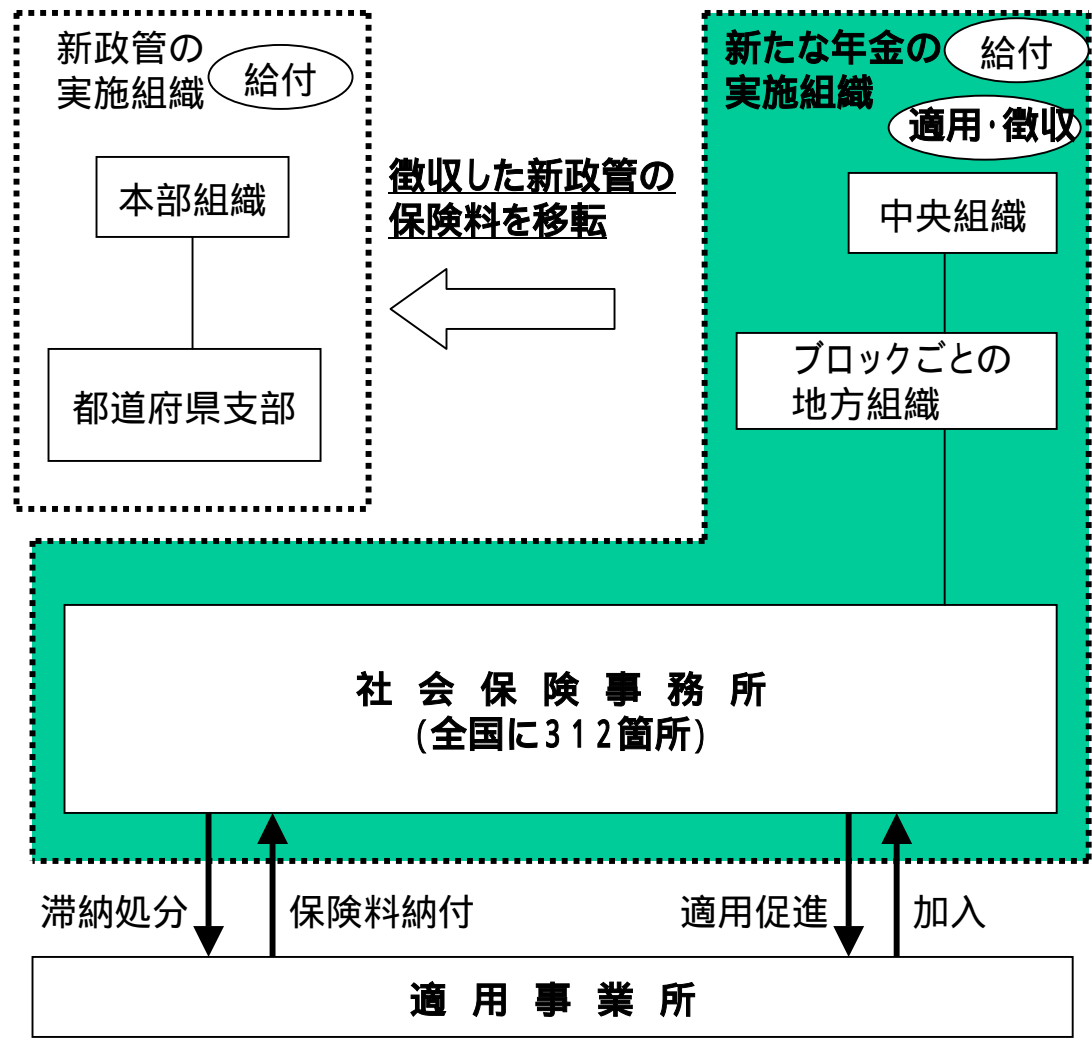 新政管の
実施組織
給付
本部組織
都道府県支部
徴収した新政管の
保険料を移転
新たな年金の
実施組織
給付
適用・徴収
中央組織
ブロックごとの
地方組織
社会保険事務所
(全国に312箇所)
滞納処分
保険料納付
適用促進
加入
適用事業所